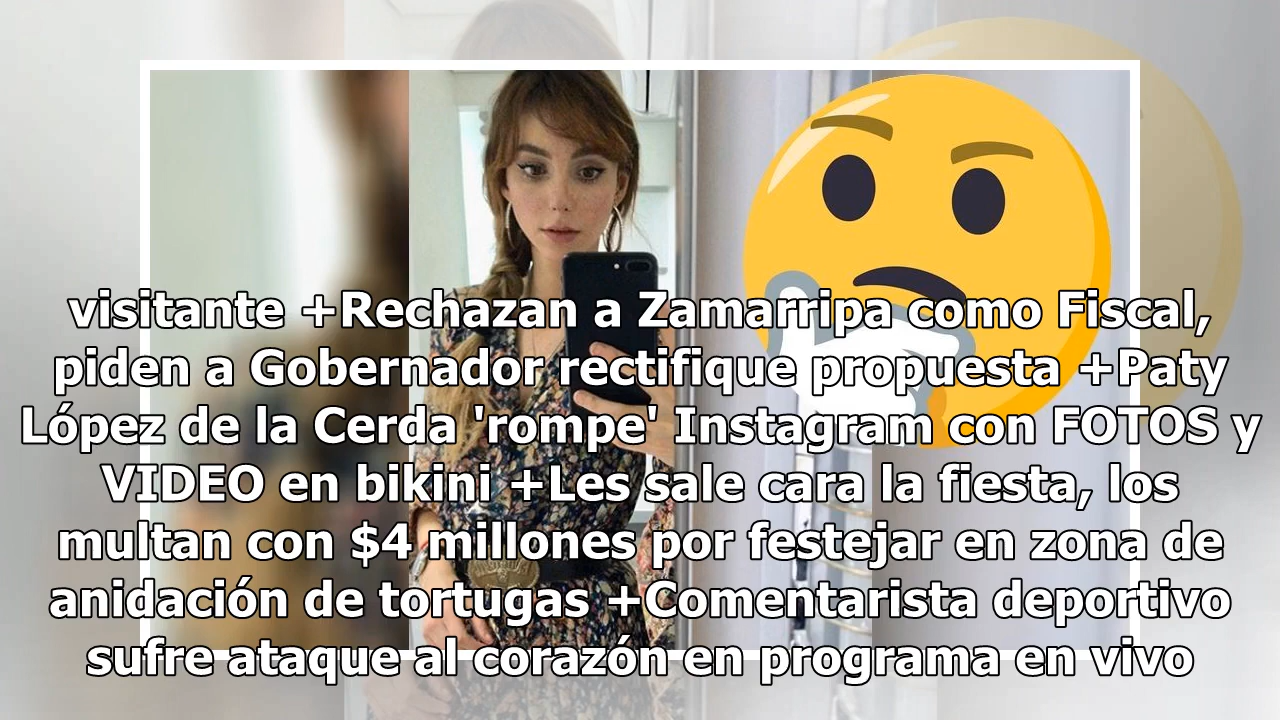 visitante +Rechazan a Zamarripa como Fiscal,
piden a Gobernador rectifique propuesta +Paty
López de la Cerda 'rompe' Instagram con FOTOS y
VIDEO en bikini +Les sale cara la fiesta, los
multan con $4 millones por festejar en zona de
anidación de tortugas +Comentarista deportivo
sufre ataque al corazón en programa en vivo